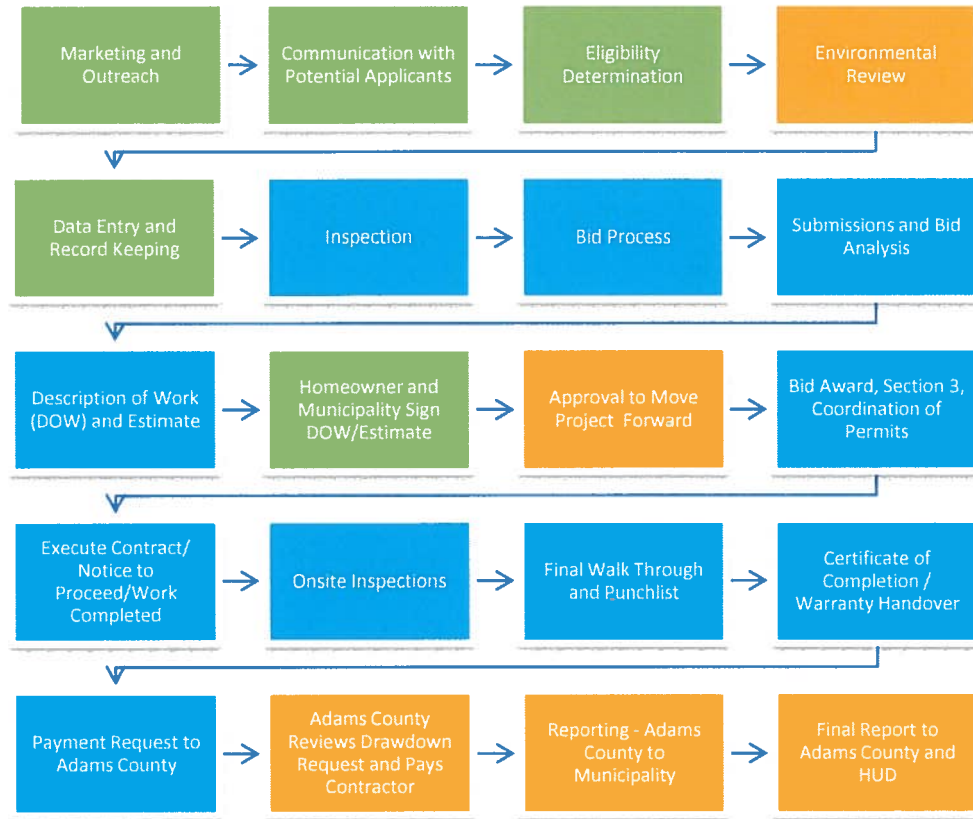 Marketing and
Outreach
Communication with
Potential Applicants
Eligibility
Determination
Environmental
Review
Data Entry and
Record Keeping
Inspection
Bid Process
Submissions and Bid
Analysis
Description of Work
(DOW) and Estimate
Homeowner and
Municipality Sign
DOW/Estimate
Approval to Move
Project Forward
Bid Award, Section 3,
Coordination of
Permits
Execute Contract/
Notice to
Proceed/Work
Completed
Onsite Inspections
Final Walk Through
and Punchlist
Certificate of
Completion /
Warranty Handover
Payment Request to
Adams County
Adams County
Reviews Drawdown
Request and Pays
Contractor
Reporting - Adams
County to
Municipality
Final Report to
Adams County and
HUD